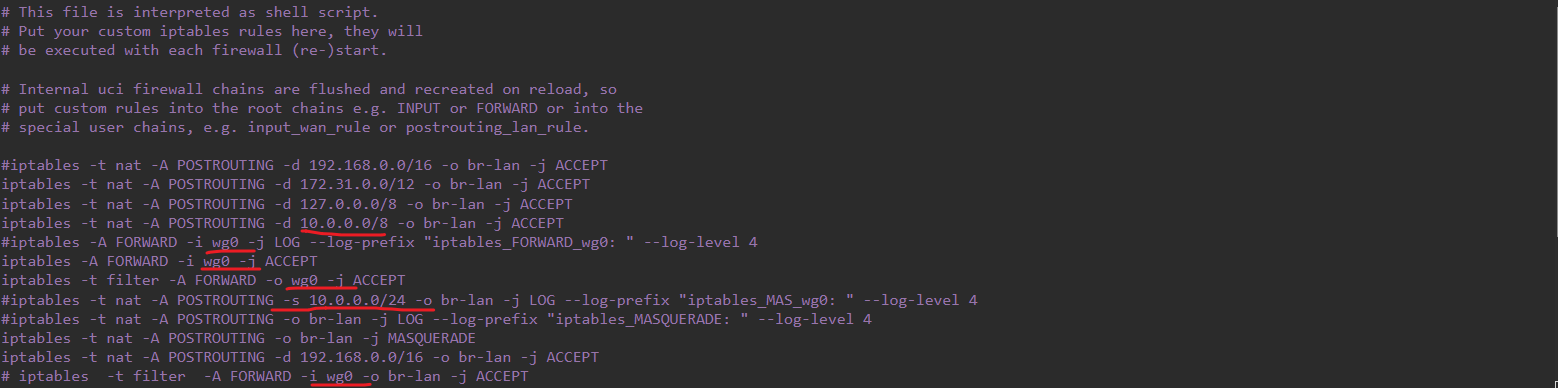 # This file is interpreted as shell script.
# Put your custom iptables rules here, they will
# be executed with each firewall (re-)start.
# Internal uci firewall chains are flushed and recreated on reload, so
# put custom rules into the root chains e.g. INPUT or FORWARD or into the
# special user chains, e.g. input_wan_rule or postrouting_lan_rule.
#iptables -t nat -A POSTROUTING -d 192.168.0.0/16 -o br-lan -j ACCEPT
iptables -t nat -A POSTROUTING -d 172.31.0.0/12 -o br-lan -j ACCEPT
iptables -t nat -A POSTROUTING -d 127.0.0.0/8 -o br-lan -j ACCEPT
iptables -t nat -A POSTROUTING -d 10.0.0.0/8 -o br-lan -j ACCEPT
#iptables -A FORWARD -i wg0 -j LOG --log-prefix "iptables_FORWARD_wg0: " --log-level 4
iptables -A FORWARD -i wg0 -j ACCEPT
iptables -t filter -A FORWARD -o wg0 -j ACCEPT
#iptables -t nat -A POSTROUTING -s 10.0.0.0/24 -o br-lan -j LOG --log-prefix "iptables_MAS_wg0: " --log-level 4
#iptables -t nat -A POSTROUTING -o br-lan -j LOG --log-prefix "iptables_MASQUERADE: " --log-level 4
iptables -t nat -A POSTROUTING -o br-lan -j MASQUERADE
iptables -t nat -A POSTROUTING -d 192.168.0.0/16 -o br-lan -j ACCEPT
# iptables  -t filter  -A FORWARD -i wg0 -o br-lan -j ACCEPT